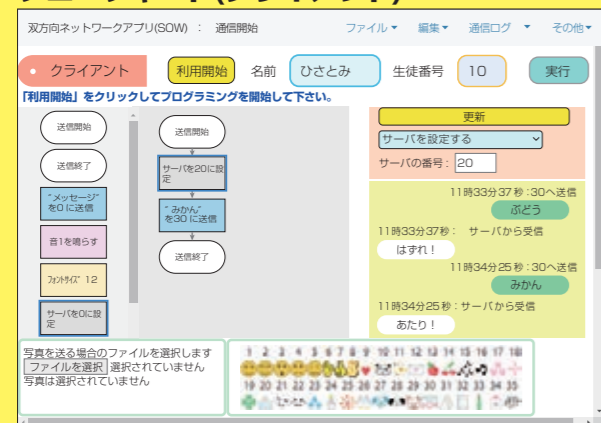 双方向ネットワークアプリ(SOW) : 通信開始 ファイル▼ 編集▼ 通信ログ ▼ その他▼
• クライアント 利用開始 名前 ひさとみ 生徒番号 10 実行
「利用開始」をクリックしてプログラミングを開始して下さい。
送信開始
送信終了
"メッセージ"
を0 に送信
音1を鳴らす
フォントサイズ 12
サーバを0に設
定
送信開始
サーバを20に設
定
"みかん"
を30 に送信
送信終了
更新
サーバを設定する
サーバの番号: 20
11時33分37秒:30へ送信
ぶどう
11時33分37秒: サーバから受信
はずれ!
11時34分25秒:30へ送信
みかん
11時34分25秒:サーバから受信
あたり!
写真を送る場合のファイルを選択します
ファイルを選択 選択されていません
写真は選択されていません
1 2 3 4 5 6 7 8 9 10 11 12 13 14 15 16 17 18
19 20 21 22 23 24 25 26 27 28 29 30 31 32 33 34 35